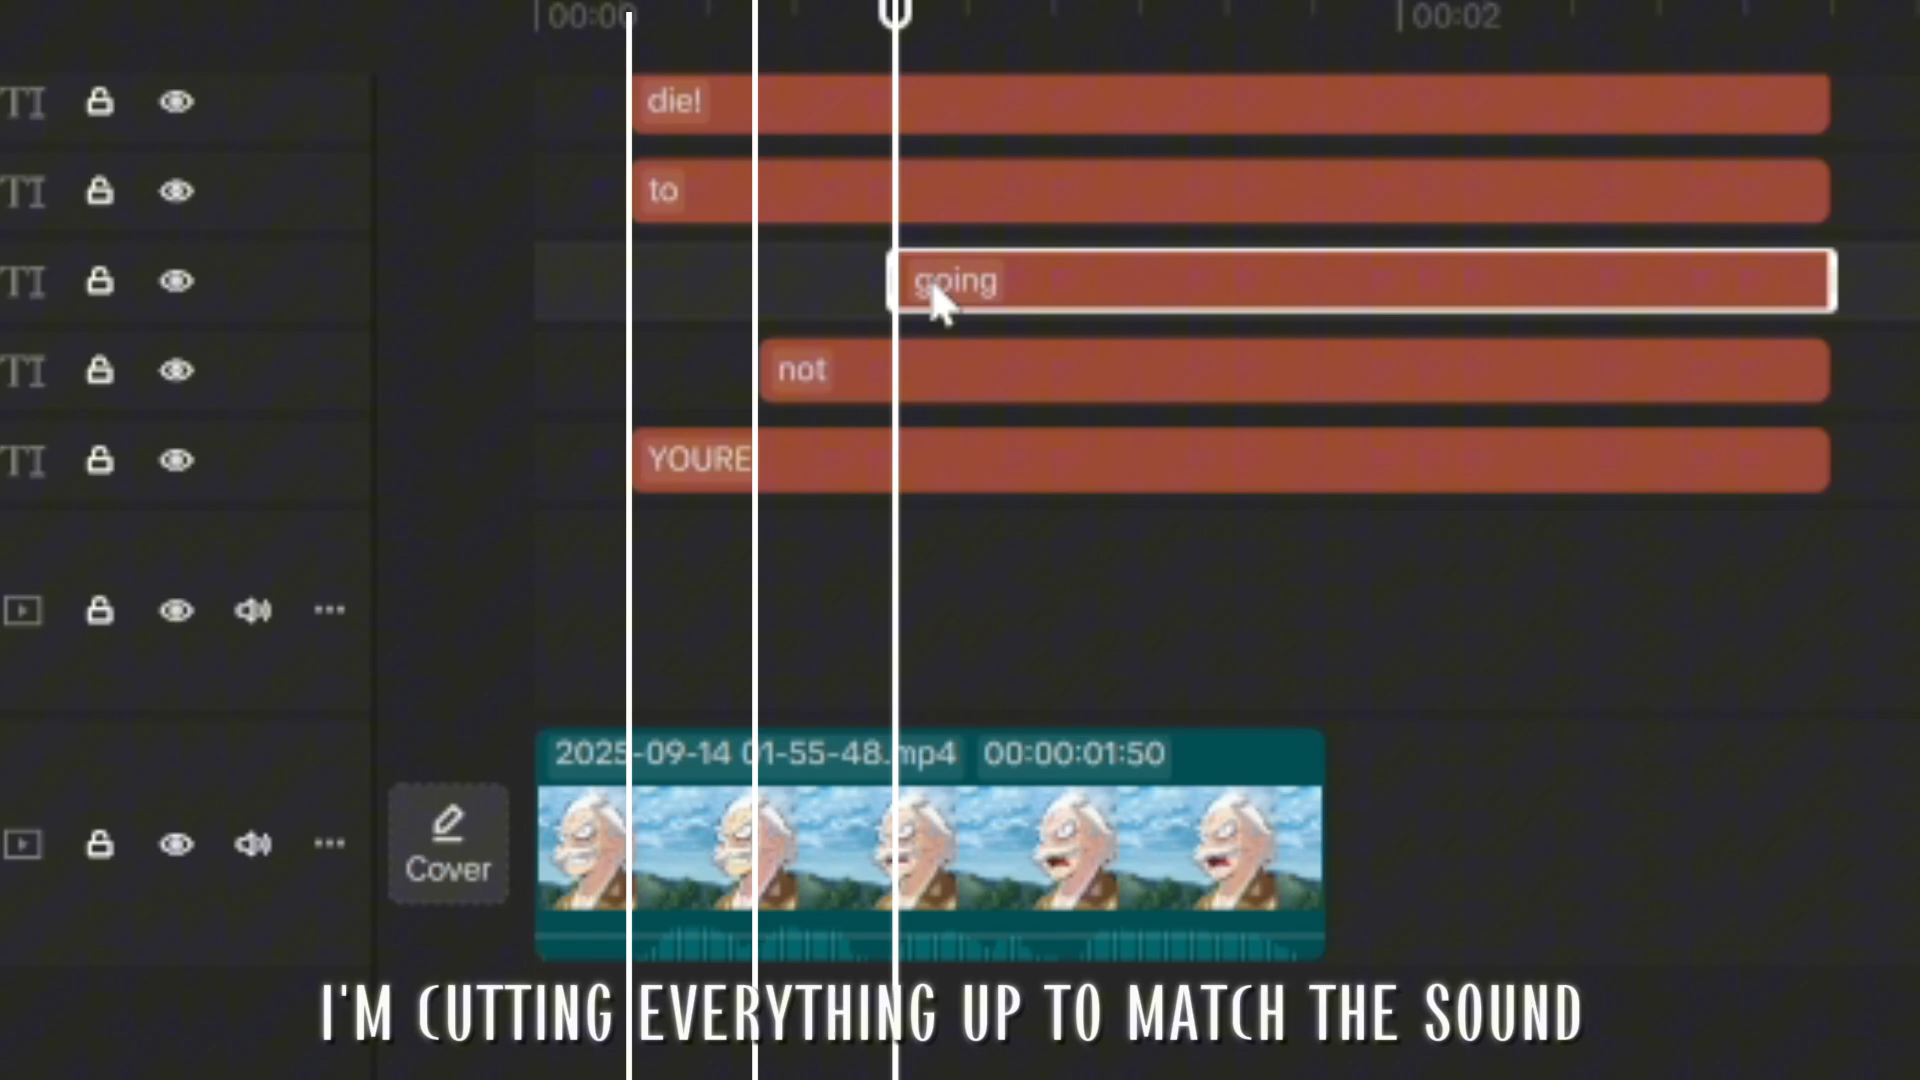 00:00 00:02
die!
to
going
not
YOURE
2025-09-14 01-55-48.mp4 00:00:01:50
Cover
I'M CUTTING EVERYTHING UP TO MATCH THE SOUND